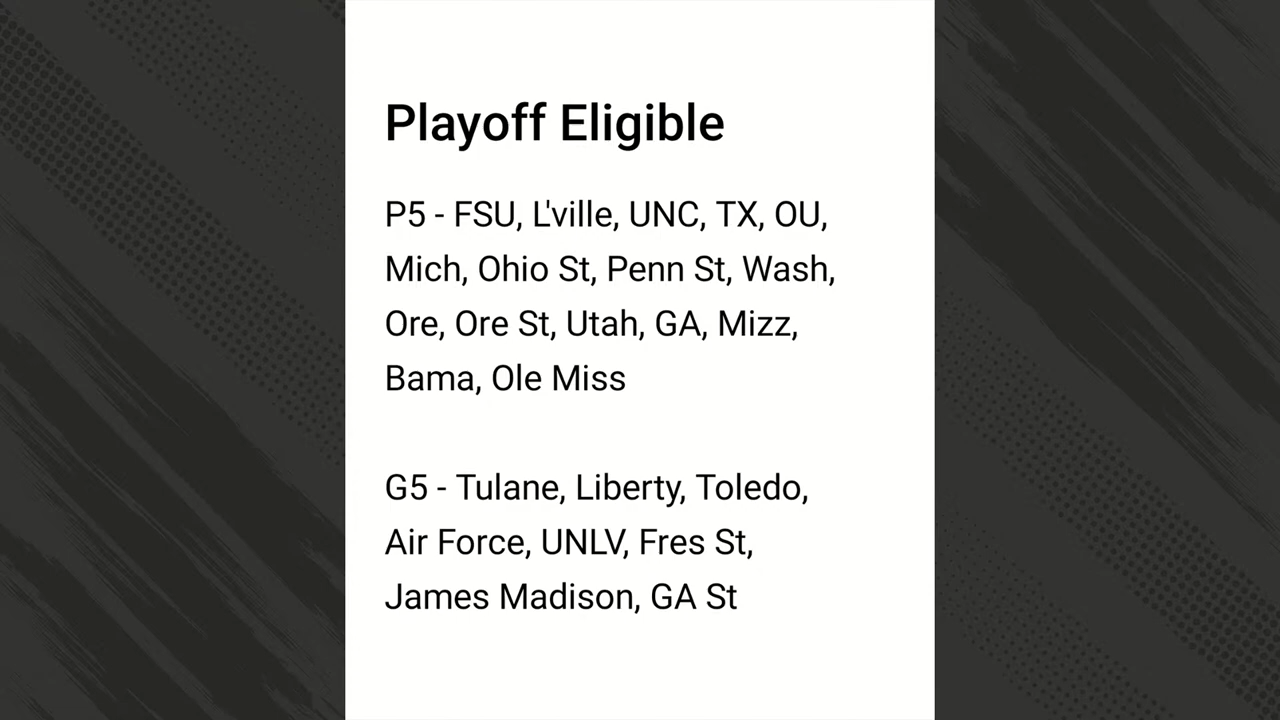 Playoff Eligible
P5 - FSU, L'ville, UNC, TX, OU,
Mich, Ohio St, Penn St, Wash,
Ore, Ore St, Utah, GA, Mizz,
Bama, Ole Miss
G5 - Tulane, Liberty, Toledo,
Air Force, UNLV, Fres St,
James Madison, GA St